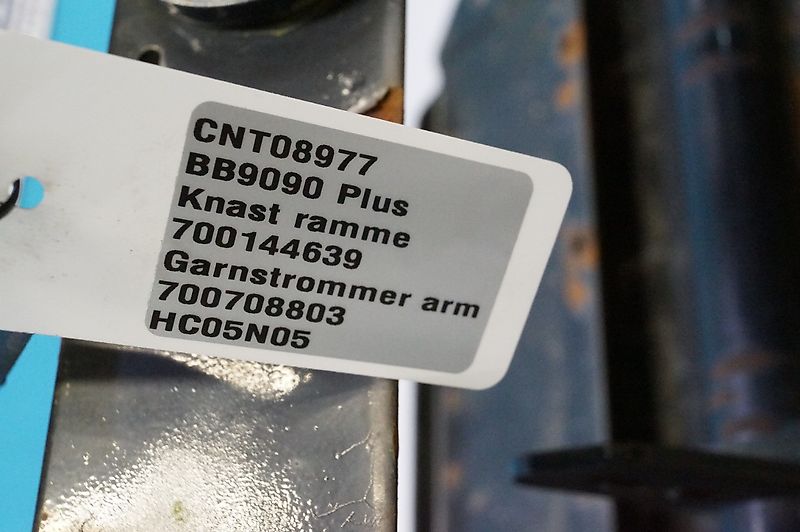 CNT08977
BB9090 Plus
Knast ramme
700144639
Garnstrommer arm
700708803
HC05N05